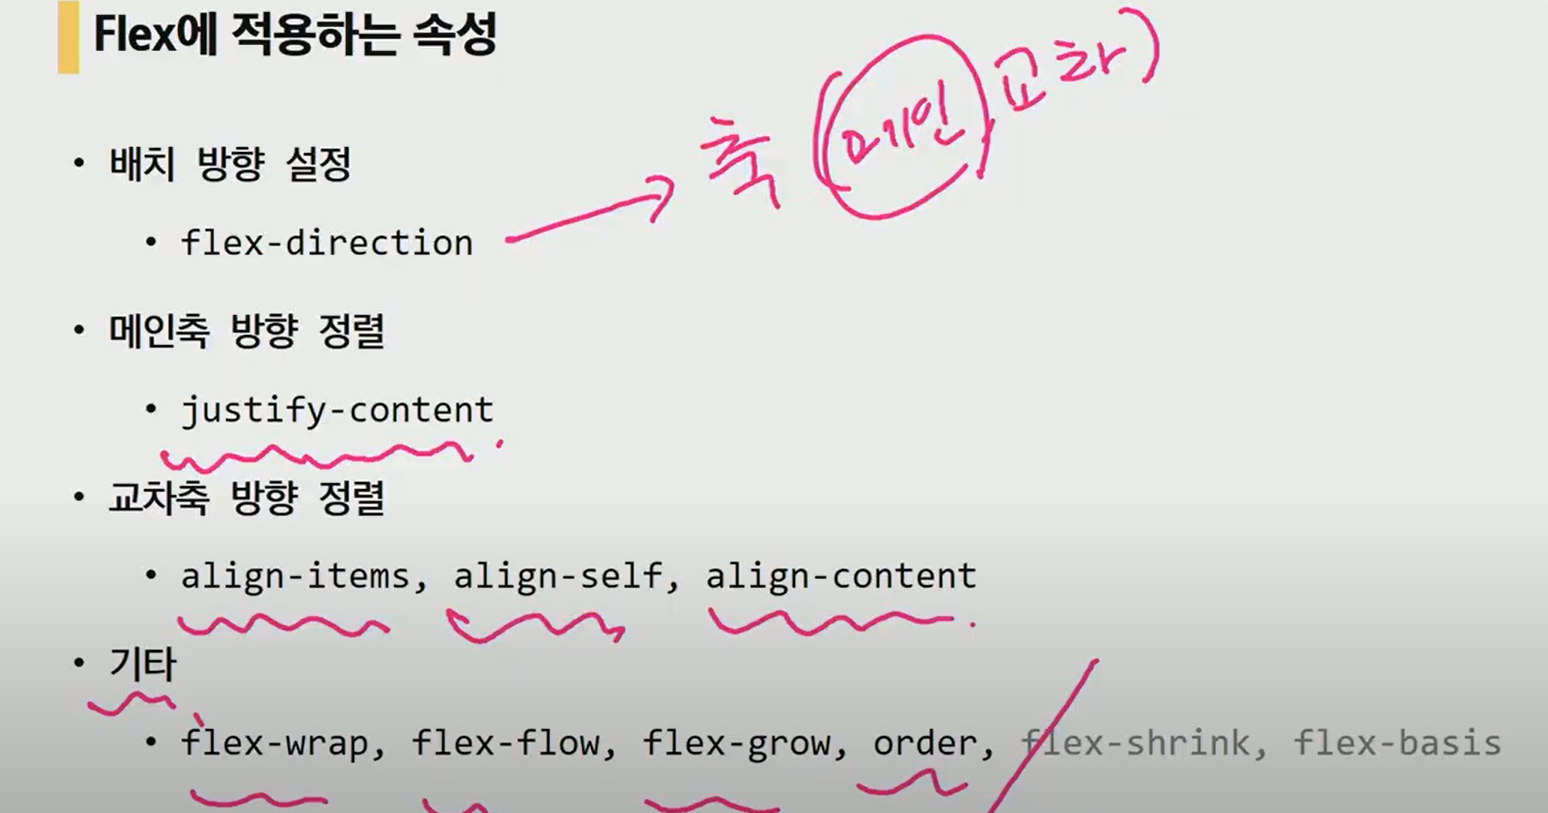 Flex에 적용하는 속성
축 (메인, 교차)
• 배치 방향 설정
• flex-direction
• 메인축 방향 정렬
• justify-content
• 교차축 방향 정렬
• align-items, align-self, align-content
• 기타
• flex-wrap, flex-flow, flex-grow, order, flex-shrink, flex-basis